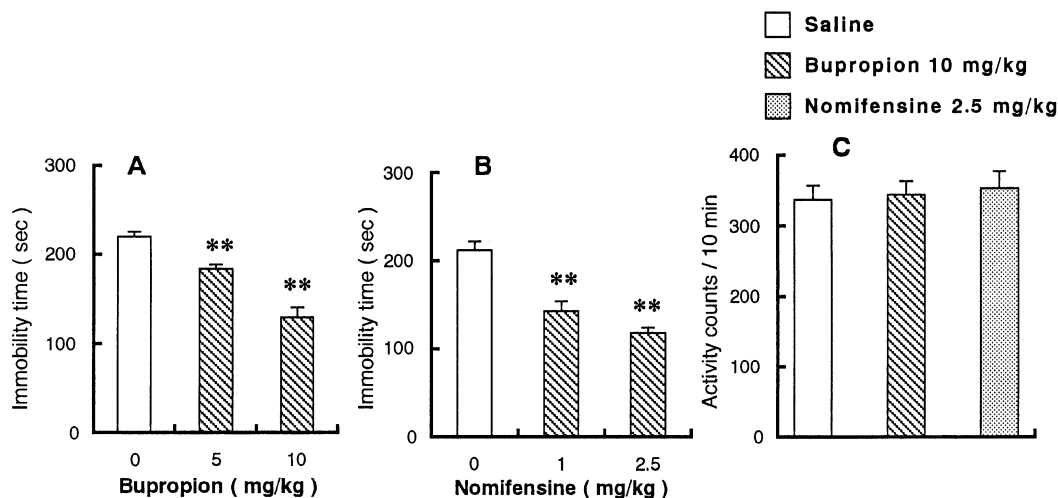 Saline
Bupropion 10 mg/kg
Nomifensine 2.5 mg/kg
A
Immobility time ( sec )
300
200
100
0
**
**
0 5 10
Bupropion ( mg/kg )
B
Immobility time ( sec )
300
200
100
0
**
**
0 1 2.5
Nomifensine ( mg/kg )
C
Activity counts / 10 min
400
350
300
100
0